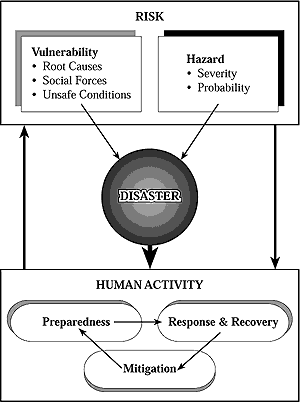 RISK
Vulnerability
• Root Causes
• Social Forces
• Unsafe Conditions
Hazard
• Severity
• Probability
DISASTER
HUMAN ACTIVITY
Preparedness
Response & Recovery
Mitigation